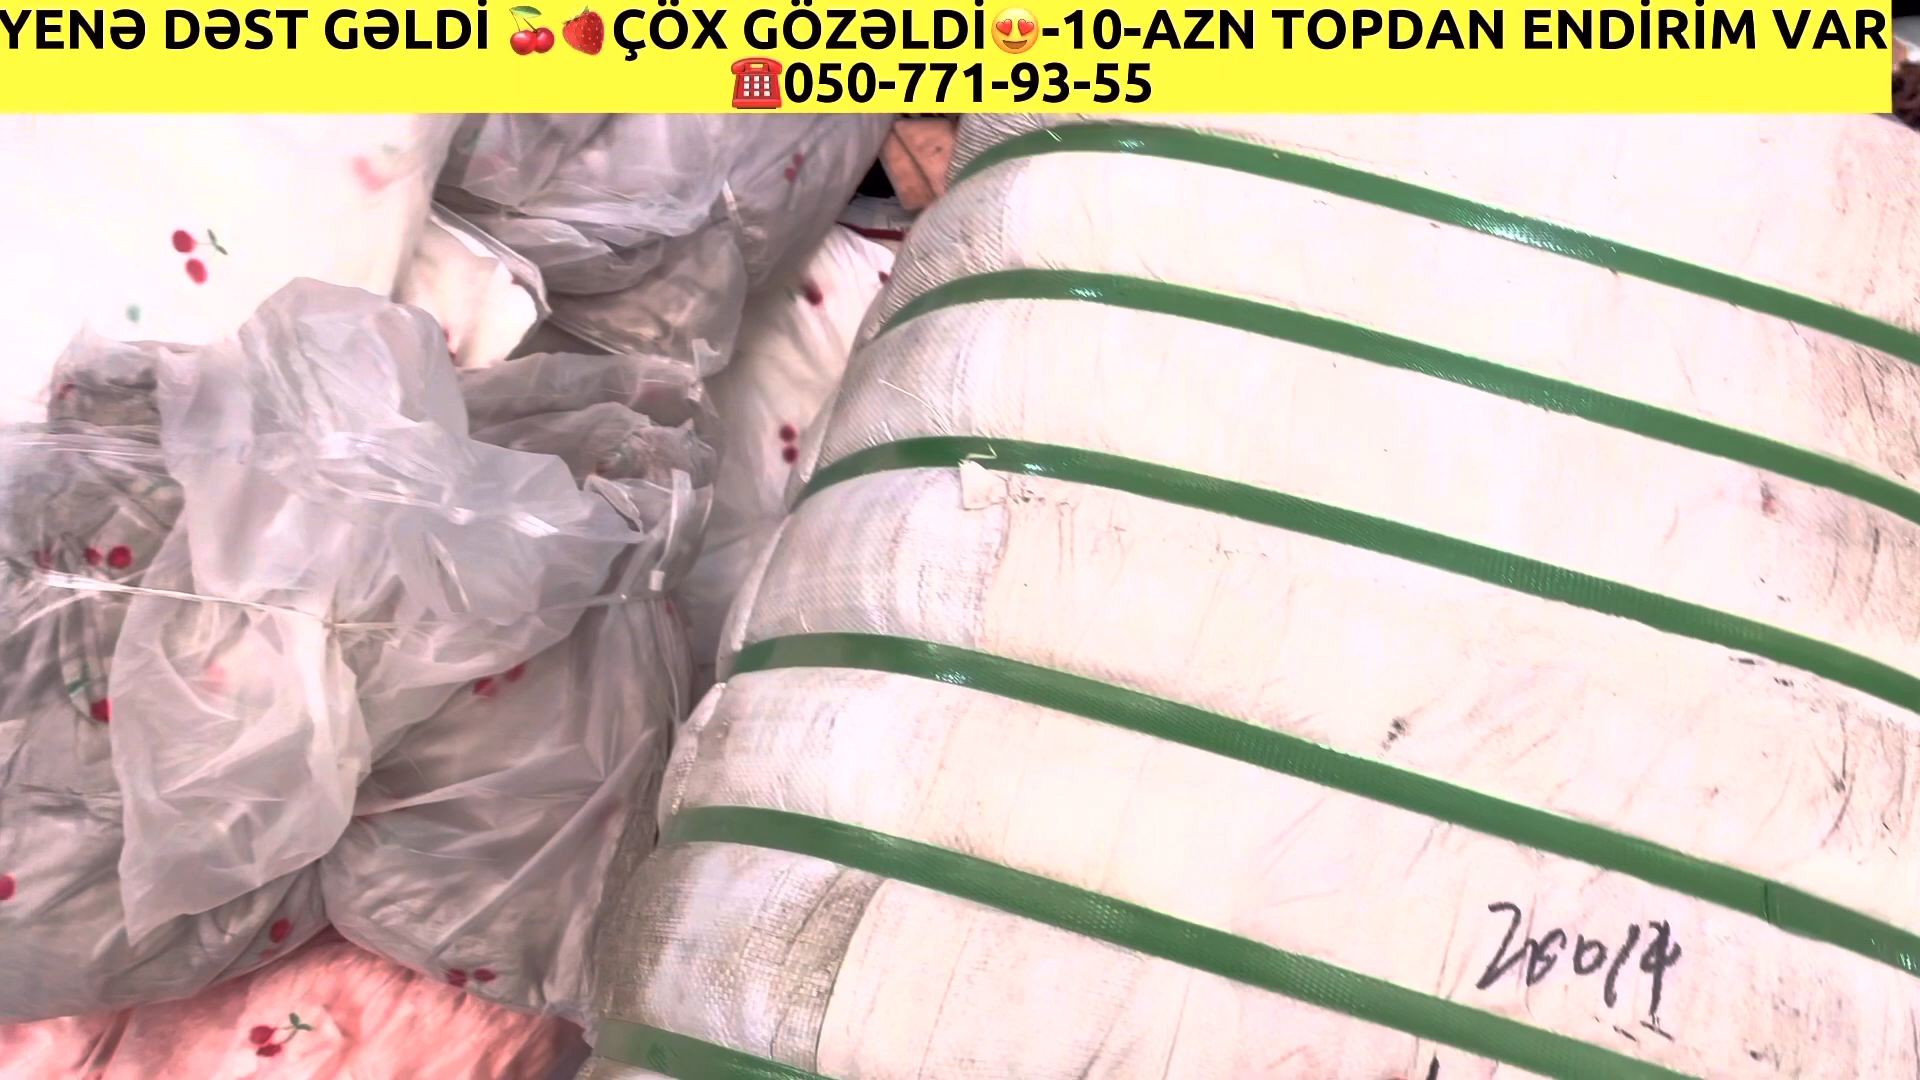 YENƏ DƏST GƏLDİ 🍒🍓ÇÖX GÖZƏLDİ😍-10-AZN TOPDAN ENDİRİM VAR
☎️050-771-93-55